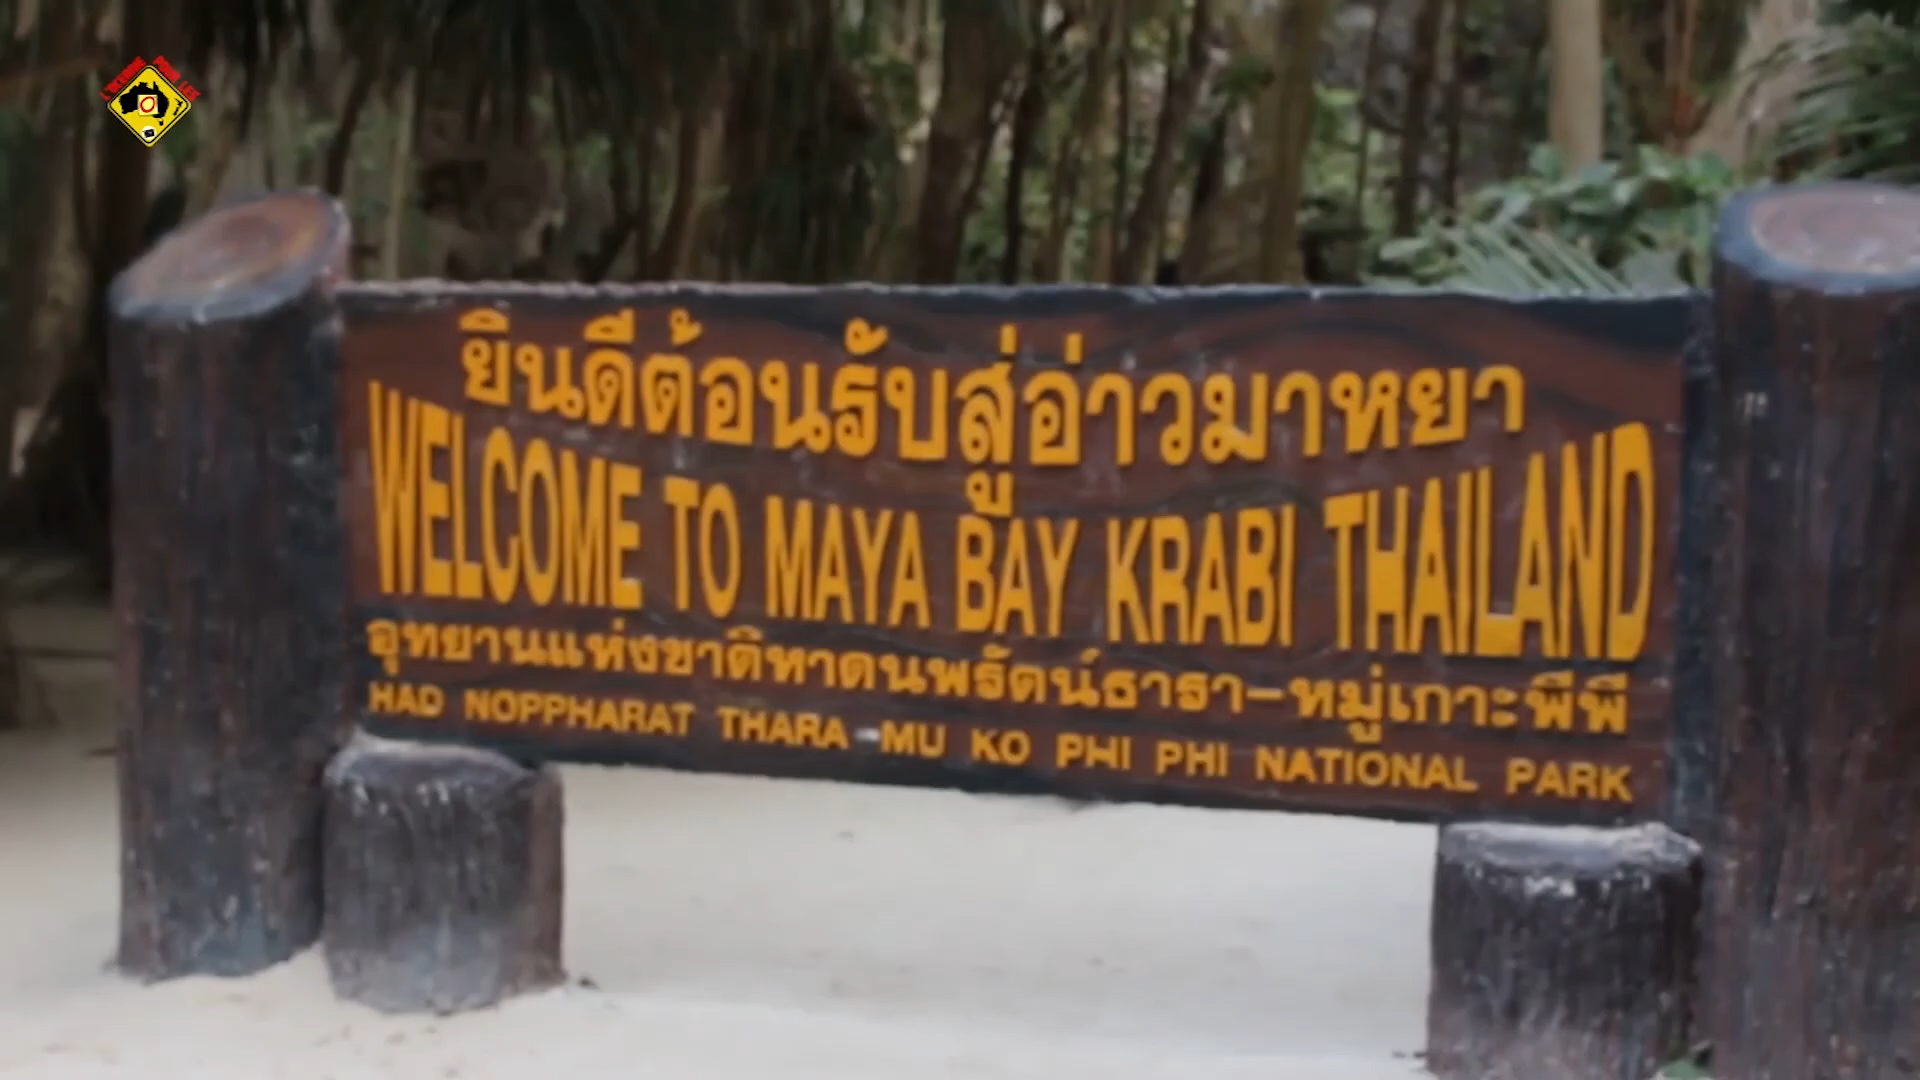 L'OCEANIE POUR LES
ยินดีต้อนรับสู่อ่าวมาหยา
WELCOME TO MAYA BAY KRABI THAILAND
อุทยานแห่งชาติหาดนพรัตน์ธารา–หมู่เกาะพีพี
HAD NOPPHARAT THARA -MU KO PHI PHI NATIONAL PARK